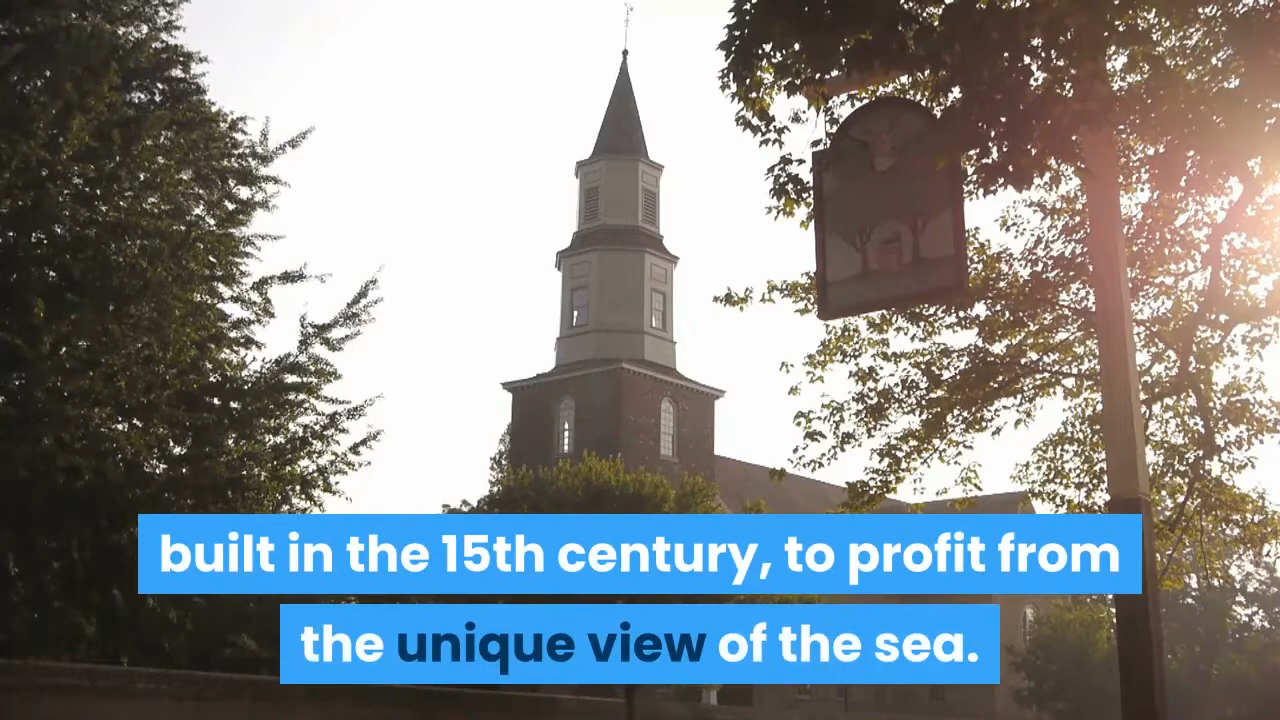 built in the 15th century, to profit from
the unique view of the sea.